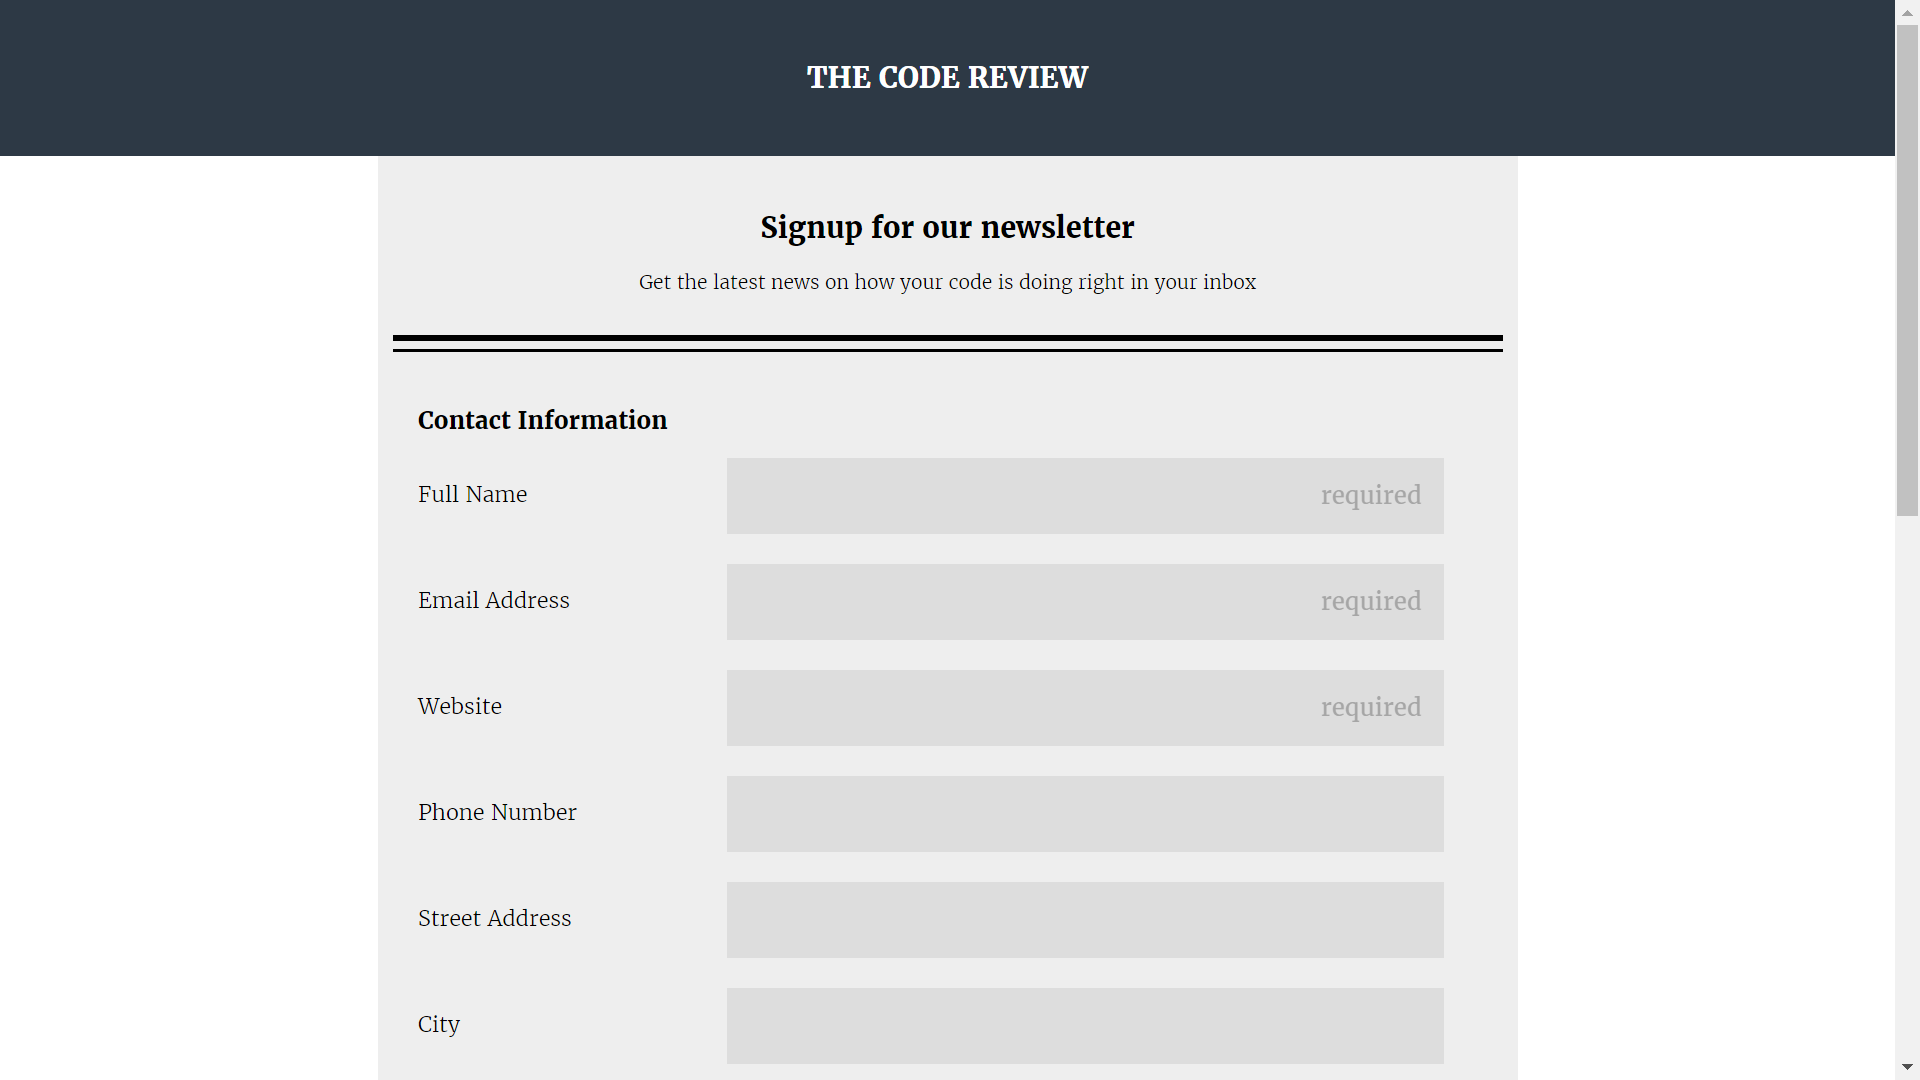 THE CODE REVIEW
Signup for our newsletter
Get the latest news on how your code is doing right in your inbox
Contact Information
Full Name
required
Email Address
required
Website
required
Phone Number
Street Address
City